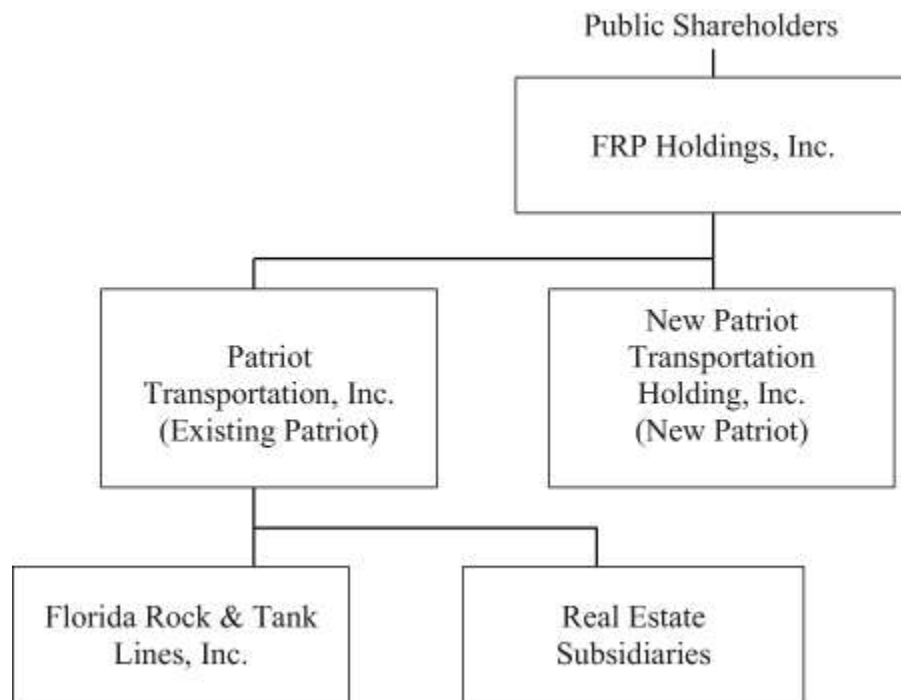 Public Shareholders
FRP Holdings, Inc.
Patriot
Transportation, Inc.
(Existing Patriot)
New Patriot
Transportation
Holding, Inc.
(New Patriot)
Florida Rock & Tank
Lines, Inc.
Real Estate
Subsidiaries